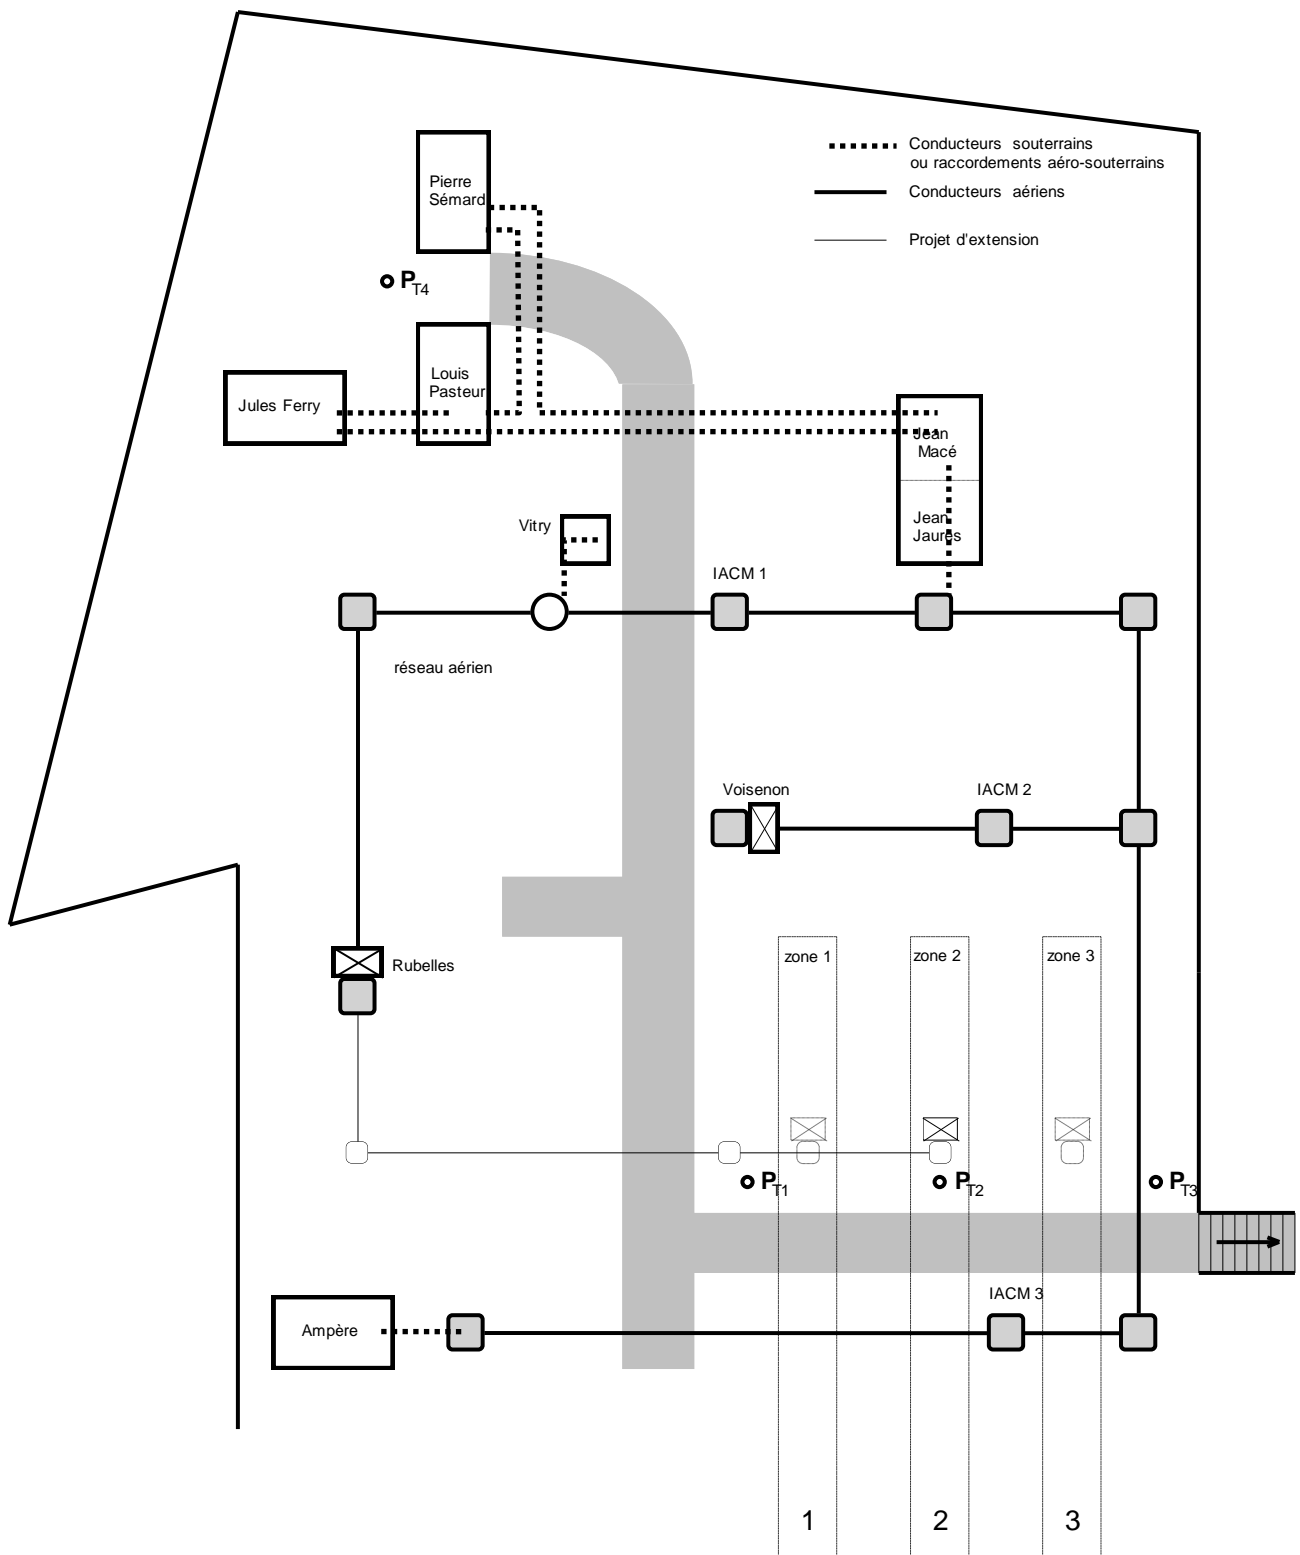 Conducteurs souterrains
ou raccordements aéro-souterrains
Conducteurs aériens
Projet d'extension
Pierre
Sémard
PT4
Louis
Pasteur
Jules Ferry
Jean
Macé
Jean
Jaurès
Vitry
IACM 1
réseau aérien
Voisenon
IACM 2
Rubelles
zone 1
zone 2
zone 3
PT1
PT2
PT3
IACM 3
Ampère
1
2
3